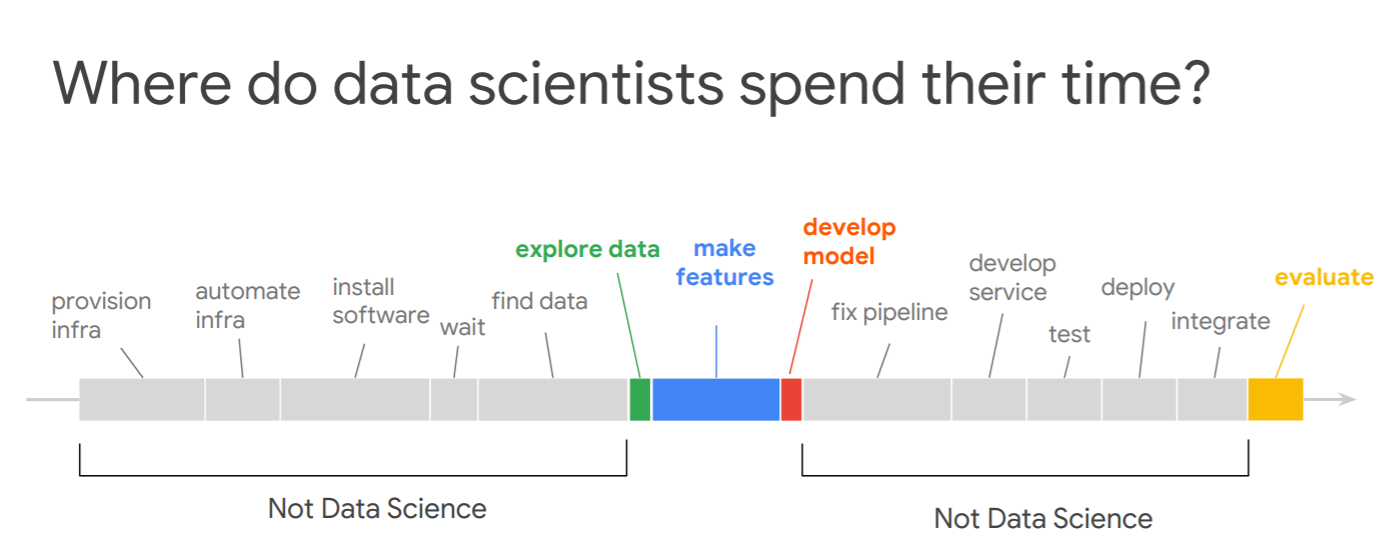 Where do data scientists spend their time?
provision
infra
automate
infra
install
software
wait
find data
explore data
make
features
develop
model
fix pipeline
develop
service
test
deploy
integrate
evaluate
Not Data Science
Not Data Science